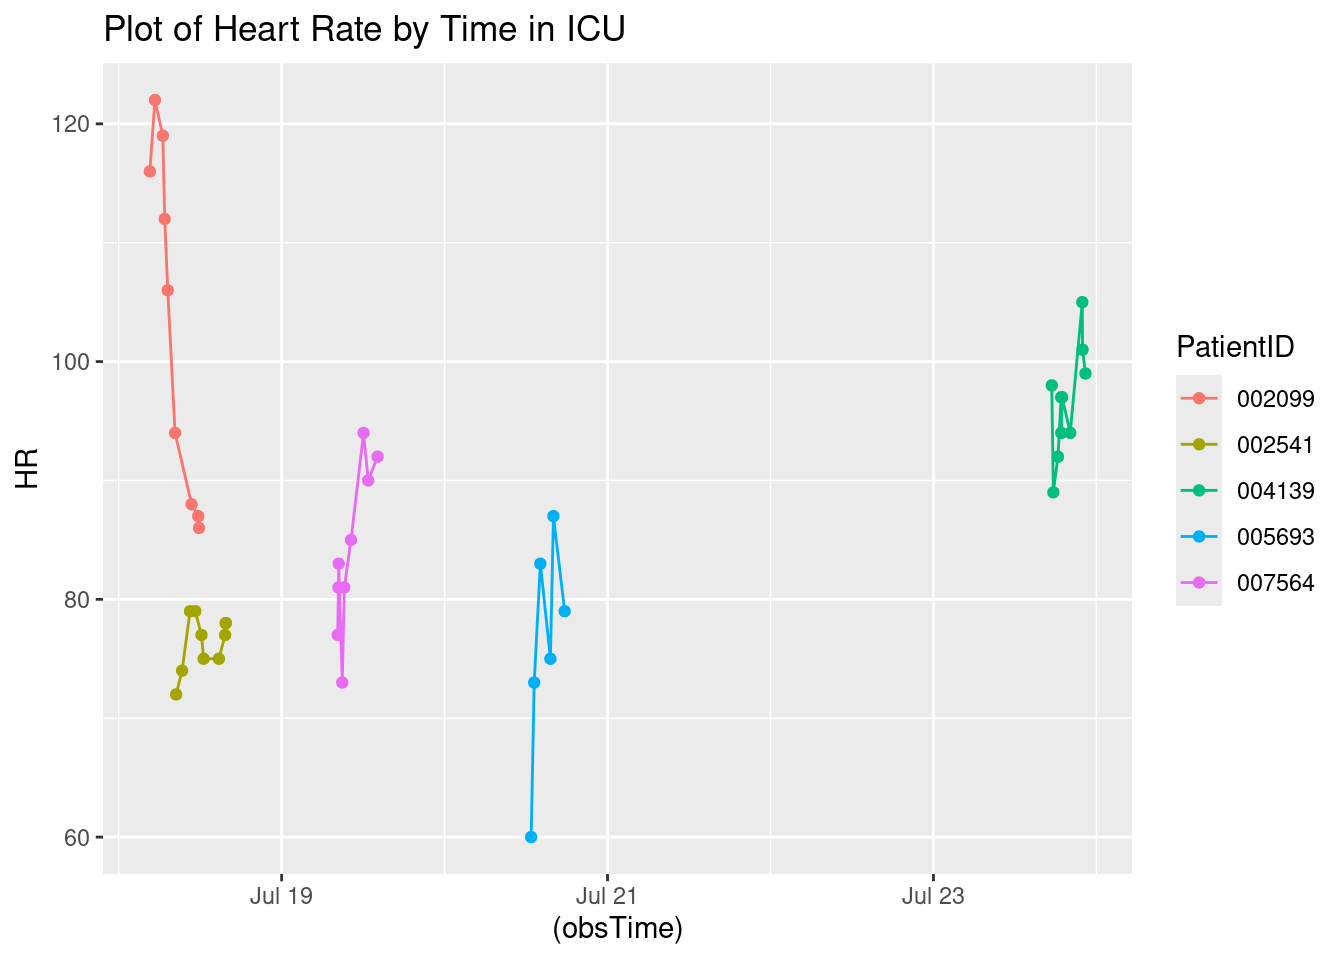 Plot of Heart Rate by Time in ICU
HR
120
100
80
60
Jul 19
Jul 21
Jul 23
(obsTime)
PatientID
002099
002541
004139
005693
007564